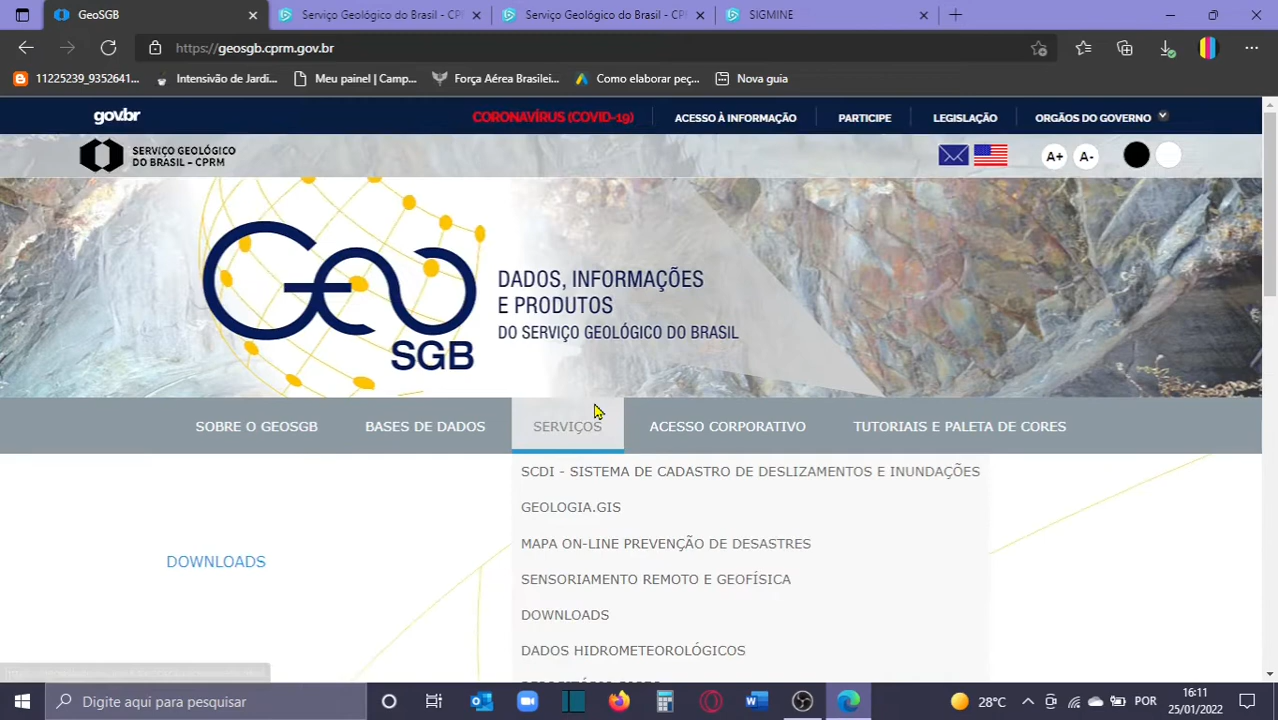 GeoSGB
Serviço Geológico do Brasil - CPR
Serviço Geológico do Brasil - CPR
SIGMINE
https://geosgb.cprm.gov.br
11225239_9352641...
Intensivão de Jardi...
Meu painel | Camp...
Força Aérea Brasilei...
Como elaborar peç...
Nova guia
gov.br
CORONAVÍRUS (COVID-19)
ACESSO À INFORMAÇÃO
PARTICIPE
LEGISLAÇÃO
ORGÃOS DO GOVERNO
SERVIÇO GEOLÓGICO
DO BRASIL – CPRM
A+
A-
Geo
SGB
DADOS, INFORMAÇÕES
E PRODUTOS
DO SERVIÇO GEOLÓGICO DO BRASIL
SOBRE O GEOSGB
BASES DE DADOS
SERVIÇOS
ACESSO CORPORATIVO
TUTORIAIS E PALETA DE CORES
SCDI - SISTEMA DE CADASTRO DE DESLIZAMENTOS E INUNDAÇÕES
GEOLOGIA.GIS
MAPA ON-LINE PREVENÇÃO DE DESASTRES
SENSORIAMENTO REMOTO E GEOFÍSICA
DOWNLOADS
DOWNLOADS
DADOS HIDROMETEOROLÓGICOS
Digite aqui para pesquisar
28°C
POR
16:11
25/01/2022